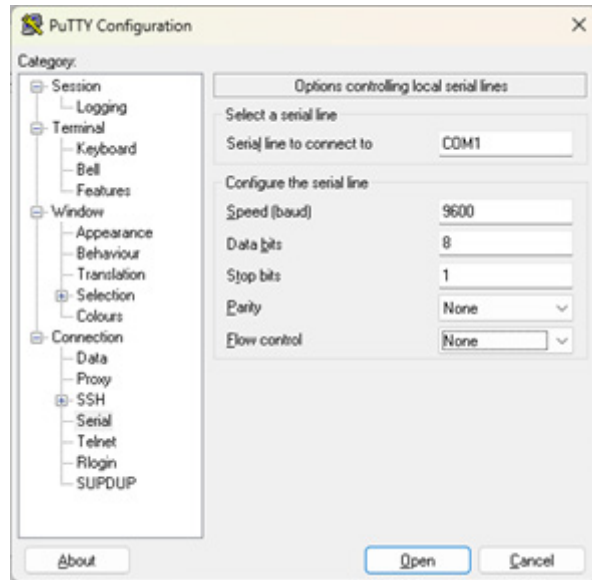 PuTTY Configuration
Category:
Session
Logging
Terminal
Keyboard
Bell
Features
Window
Appearance
Behaviour
Translation
Selection
Colours
Connection
Data
Proxy
SSH
Serial
Telnet
Rlogin
SUPDUP
Options controlling local serial lines
Select a serial line
Serial line to connect to COM1
Configure the serial line
Speed (baud) 9600
Data bits 8
Stop bits 1
Parity None
Flow control None
About
Open Cancel